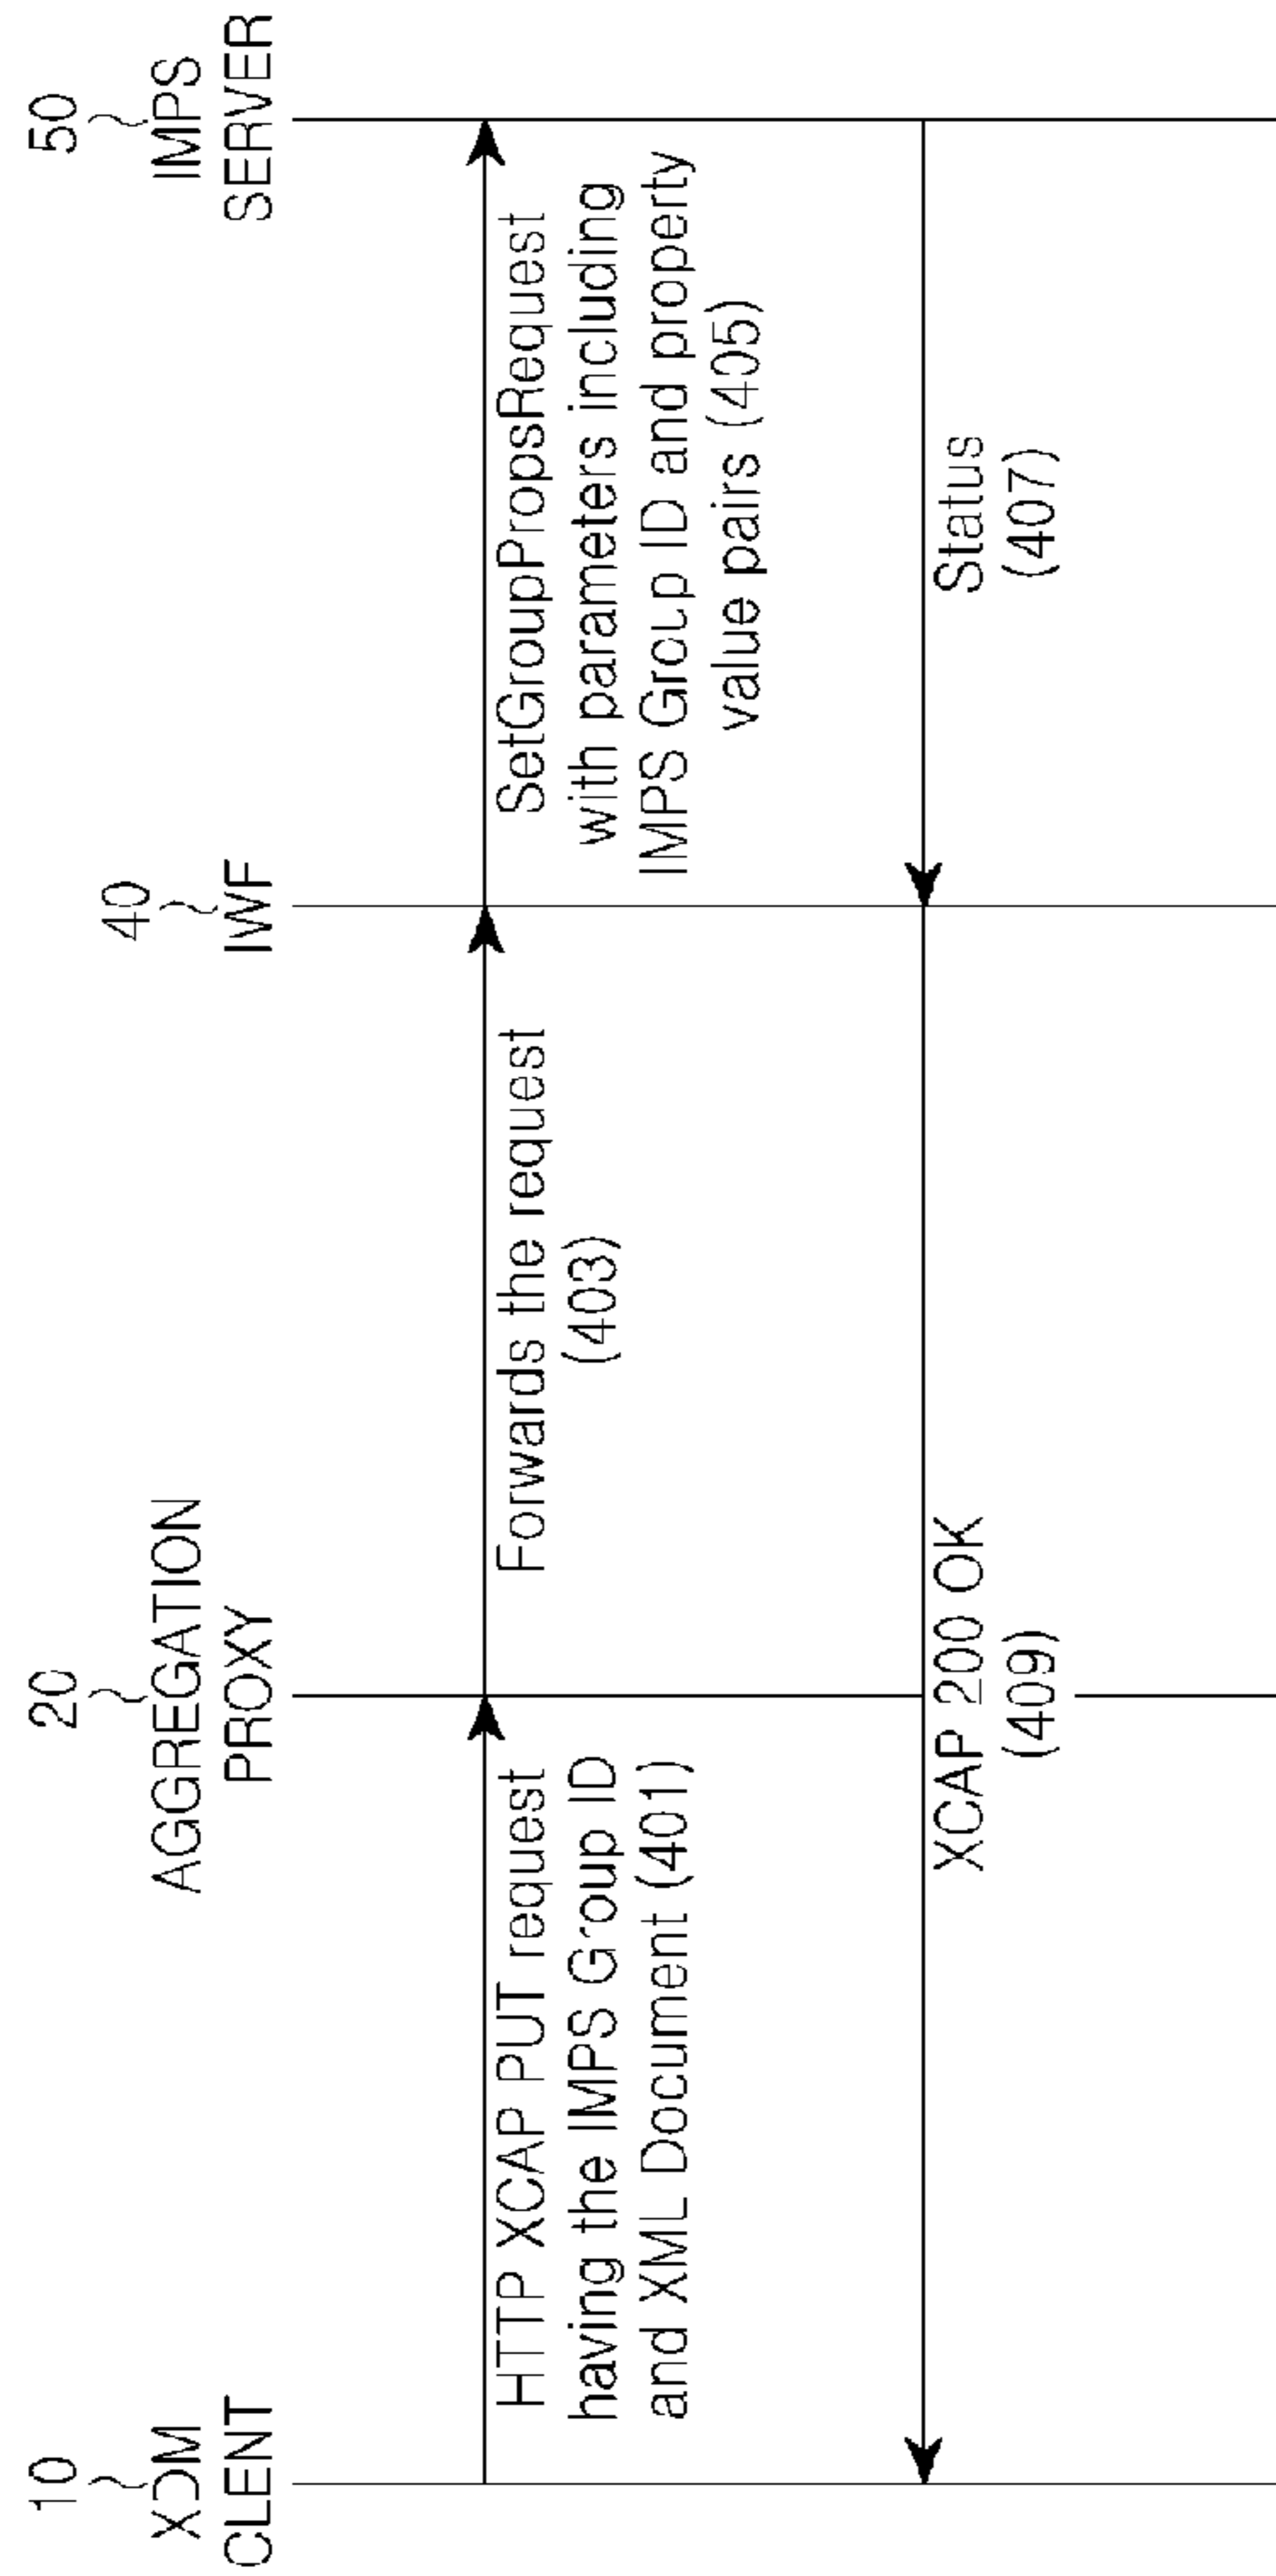 10
XDM
CLENT
20
AGGREGATION
PROXY
40
IWF
50
IMPS
SERVER
HTTP XCAP PUT request
having the IMPS Group ID
and XML Document (401)
Forwards the request
(403)
SetGroupPropsRequest
with parameters including
IMPS Group ID and property
value pairs (405)
Status
(407)
XCAP 200 OK
(409)